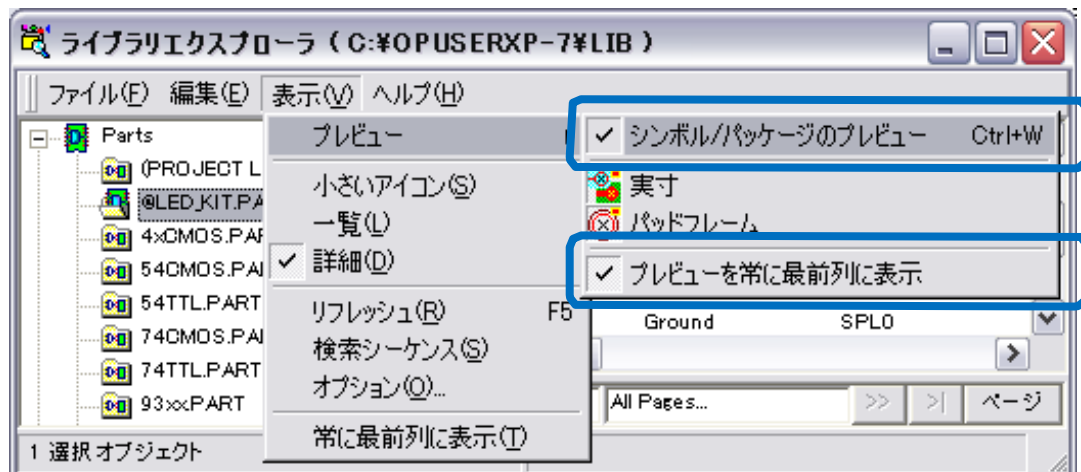 ライブラリエクスプローラ ( C:¥OPUSERXP-7¥LIB )
ファイル(F) 編集(E) 表示(V) ヘルプ(H)
Parts
(PROJECT L
@LED_KIT.PA
4xCMOS.PAR
54CMOS.PA
54TTL.PART
74CMOS.PA
74TTL.PART
93xx.PART
プレビュー
小さいアイコン(S)
一覧(L)
詳細(D)
リフレッシュ(R) F5
検索シーケンス(S)
オプション(O)...
常に最前列に表示(T)
シンボル/パッケージのプレビュー Ctrl+W
実寸
パッドフレーム
プレビューを常に最前列に表示
Ground SPL0
All Pages... >> >| ページ
1 選択オブジェクト